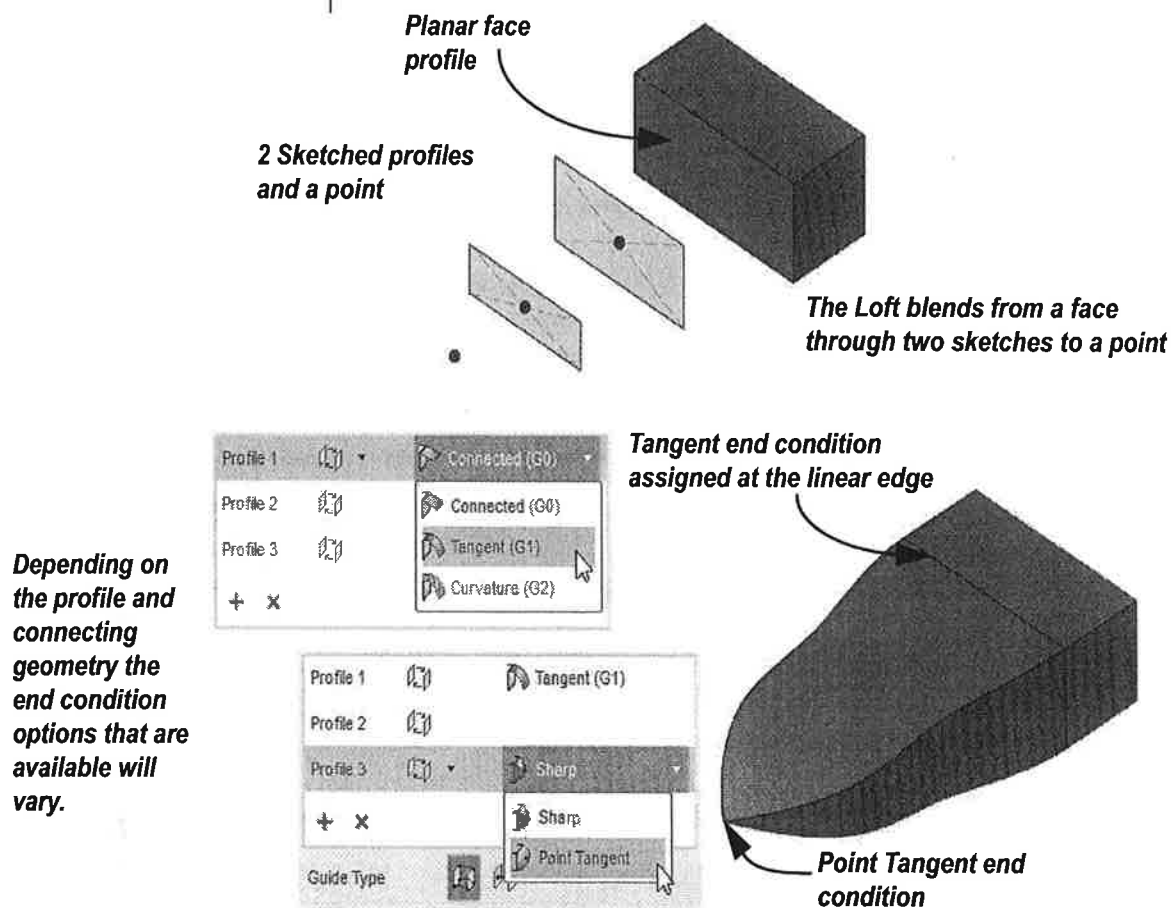 Planar face
profile
2 Sketched profiles
and a point
The Loft blends from a face
through two sketches to a point
Profile 1 Connected (G0)
Profile 2 Connected (G0)
Profile 3 Tangent (G1)
Curvature (G2)
Tangent end condition
assigned at the linear edge
Depending on
the profile and
connecting
geometry the
end condition
options that are
available will
vary.
Profile 1 Tangent (G1)
Profile 2
Profile 3 Sharp
Sharp
Point Tangent
Guide Type
Point Tangent end
condition